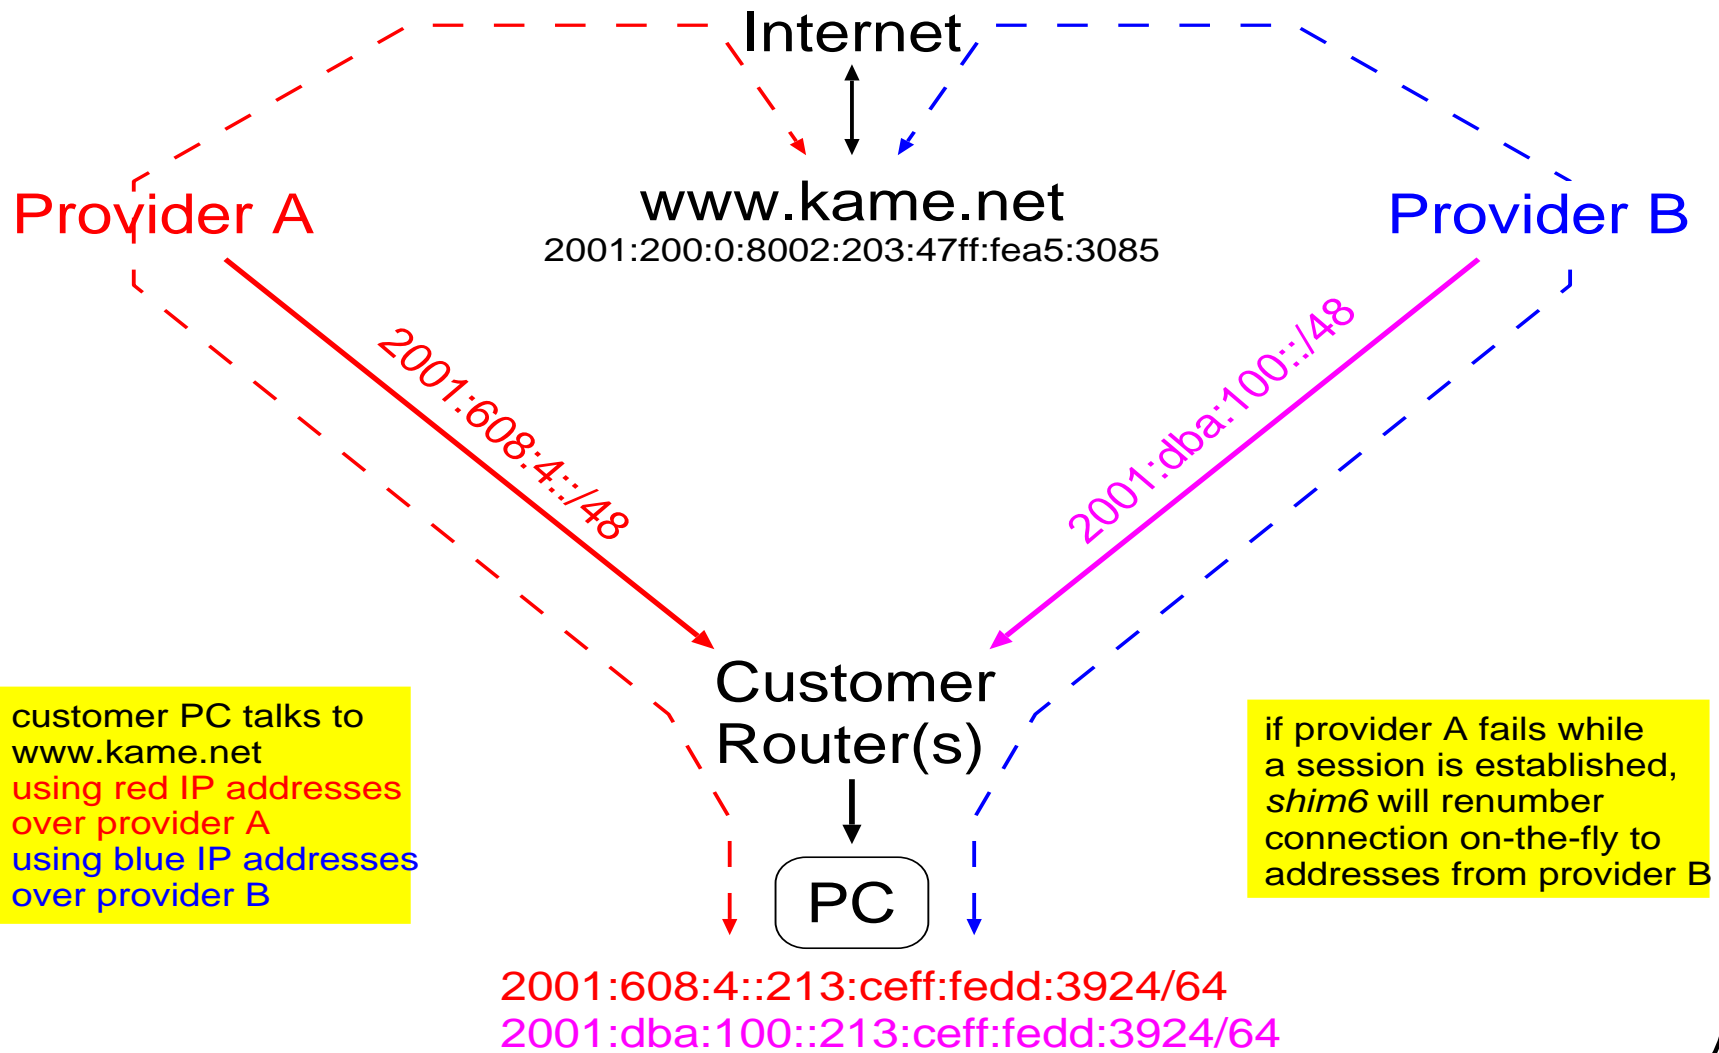 Internet
www.kame.net
2001:200:0:8002:203:47ff:fea5:3085
Provider A
Provider B
2001:608:4::/48
2001:dba:100::/48
Customer
Router(s)
PC
customer PC talks to
www.kame.net
using red IP addresses
over provider A
using blue IP addresses
over provider B
if provider A fails while
a session is established,
shim6 will renumber
connection on-the-fly to
addresses from provider B
2001:608:4::213:ceff:fedd:3924/64
2001:dba:100::213:ceff:fedd:3924/64